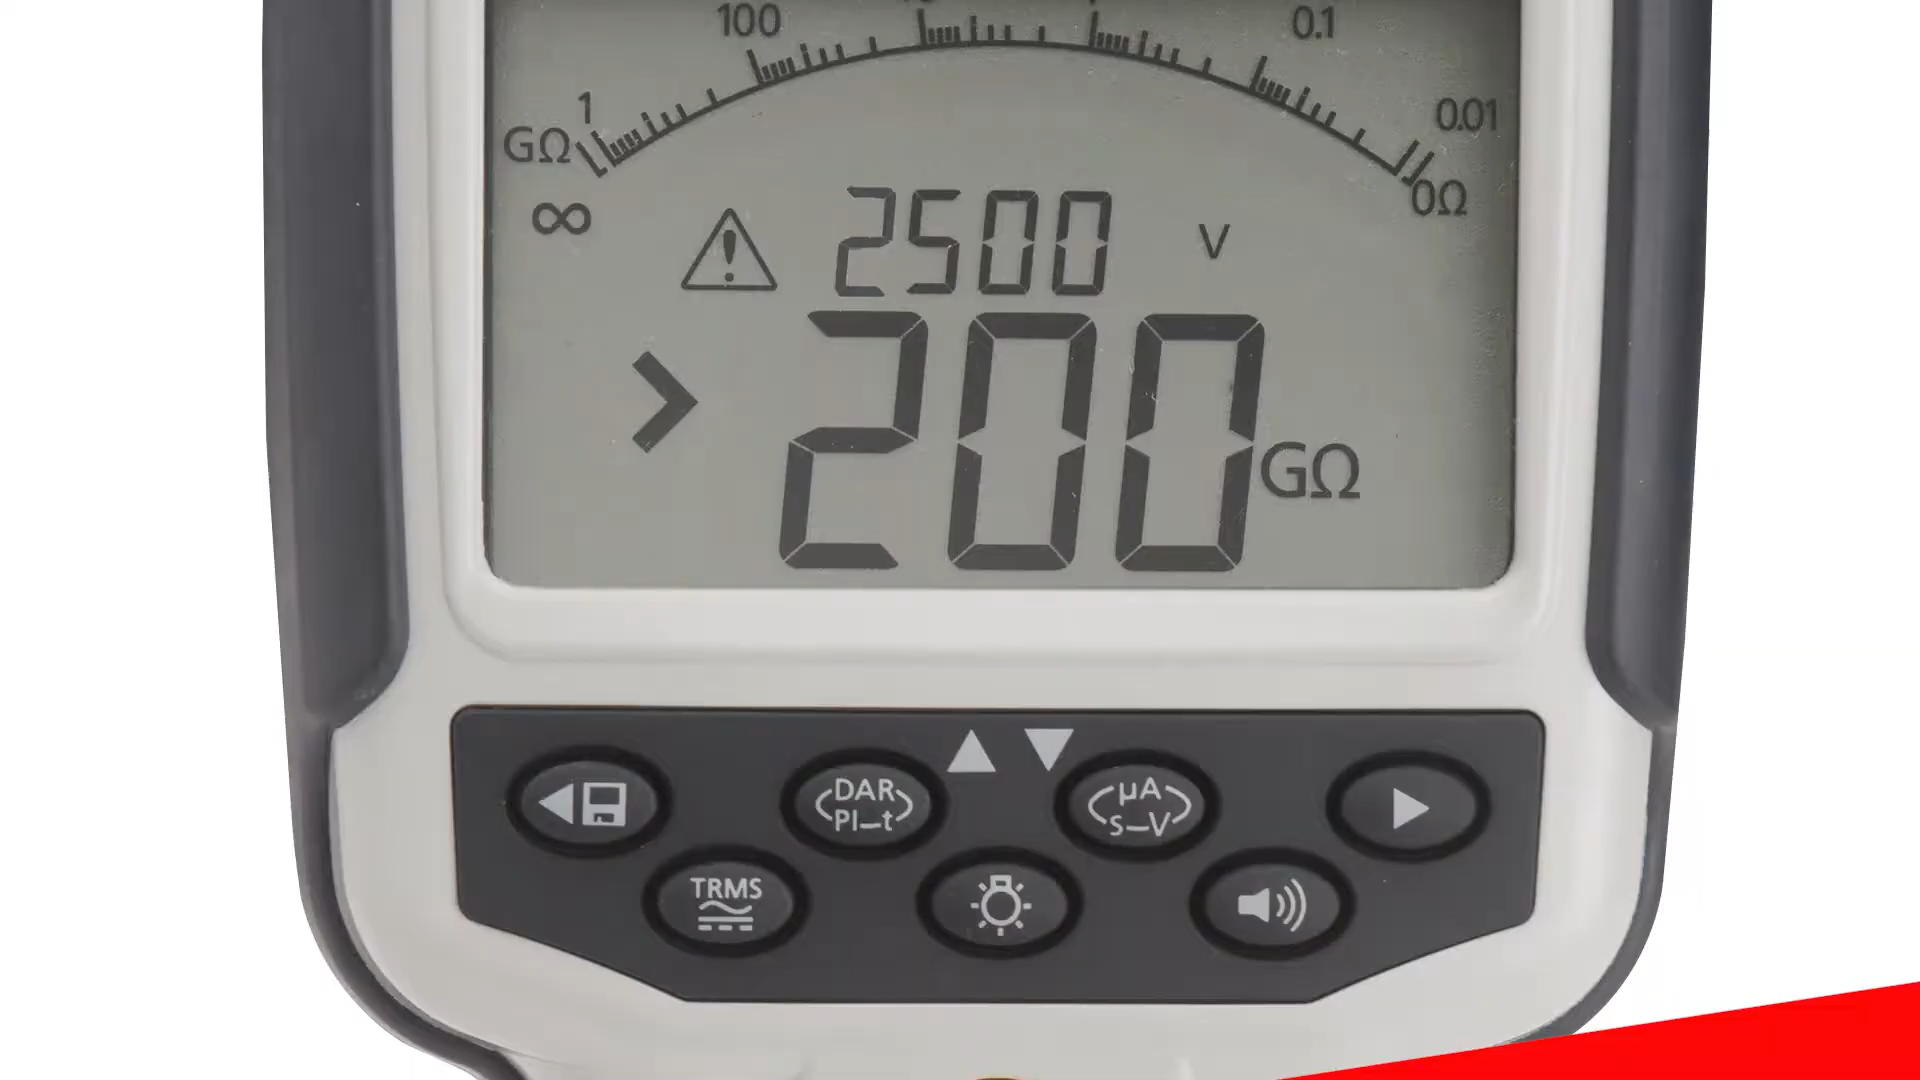 100
0.1
1
0.01
GΩ
0Ω
∞
2500 V
> 200 GΩ
DAR
PI–t
µA
s–V
TRMS